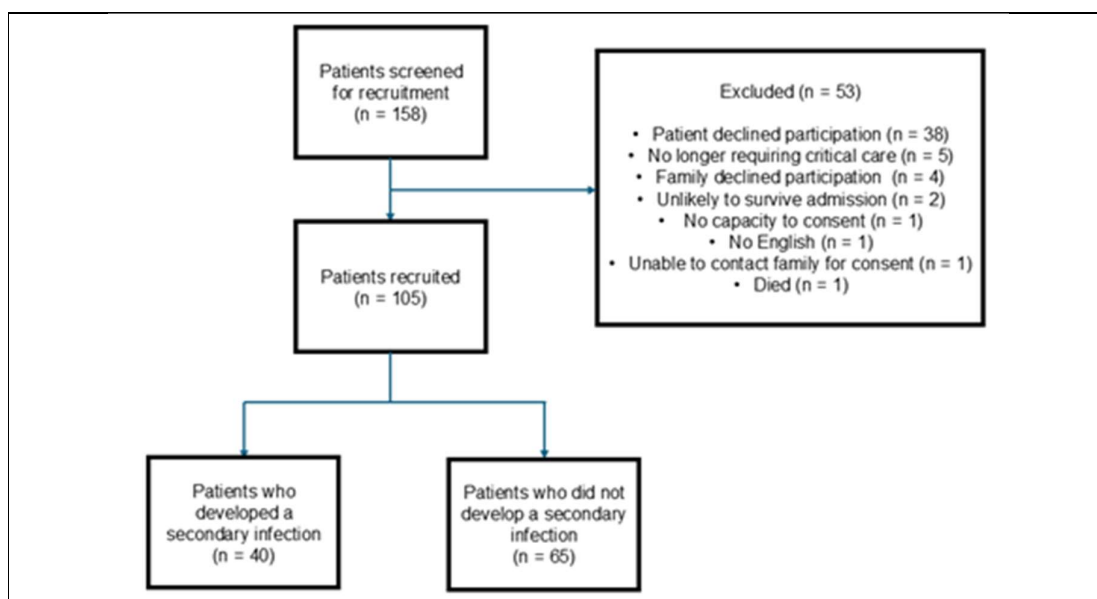 Patients screened
for recruitment
(n = 158)
Excluded (n = 53)
• Patient declined participation (n = 38)
• No longer requiring critical care (n = 5)
• Family declined participation (n = 4)
• Unlikely to survive admission (n = 2)
• No capacity to consent (n = 1)
• No English (n = 1)
• Unable to contact family for consent (n = 1)
• Died (n = 1)
Patients recruited
(n = 105)
Patients who
developed a
secondary infection
(n = 40)
Patients who did not
develop a secondary
infection
(n = 65)